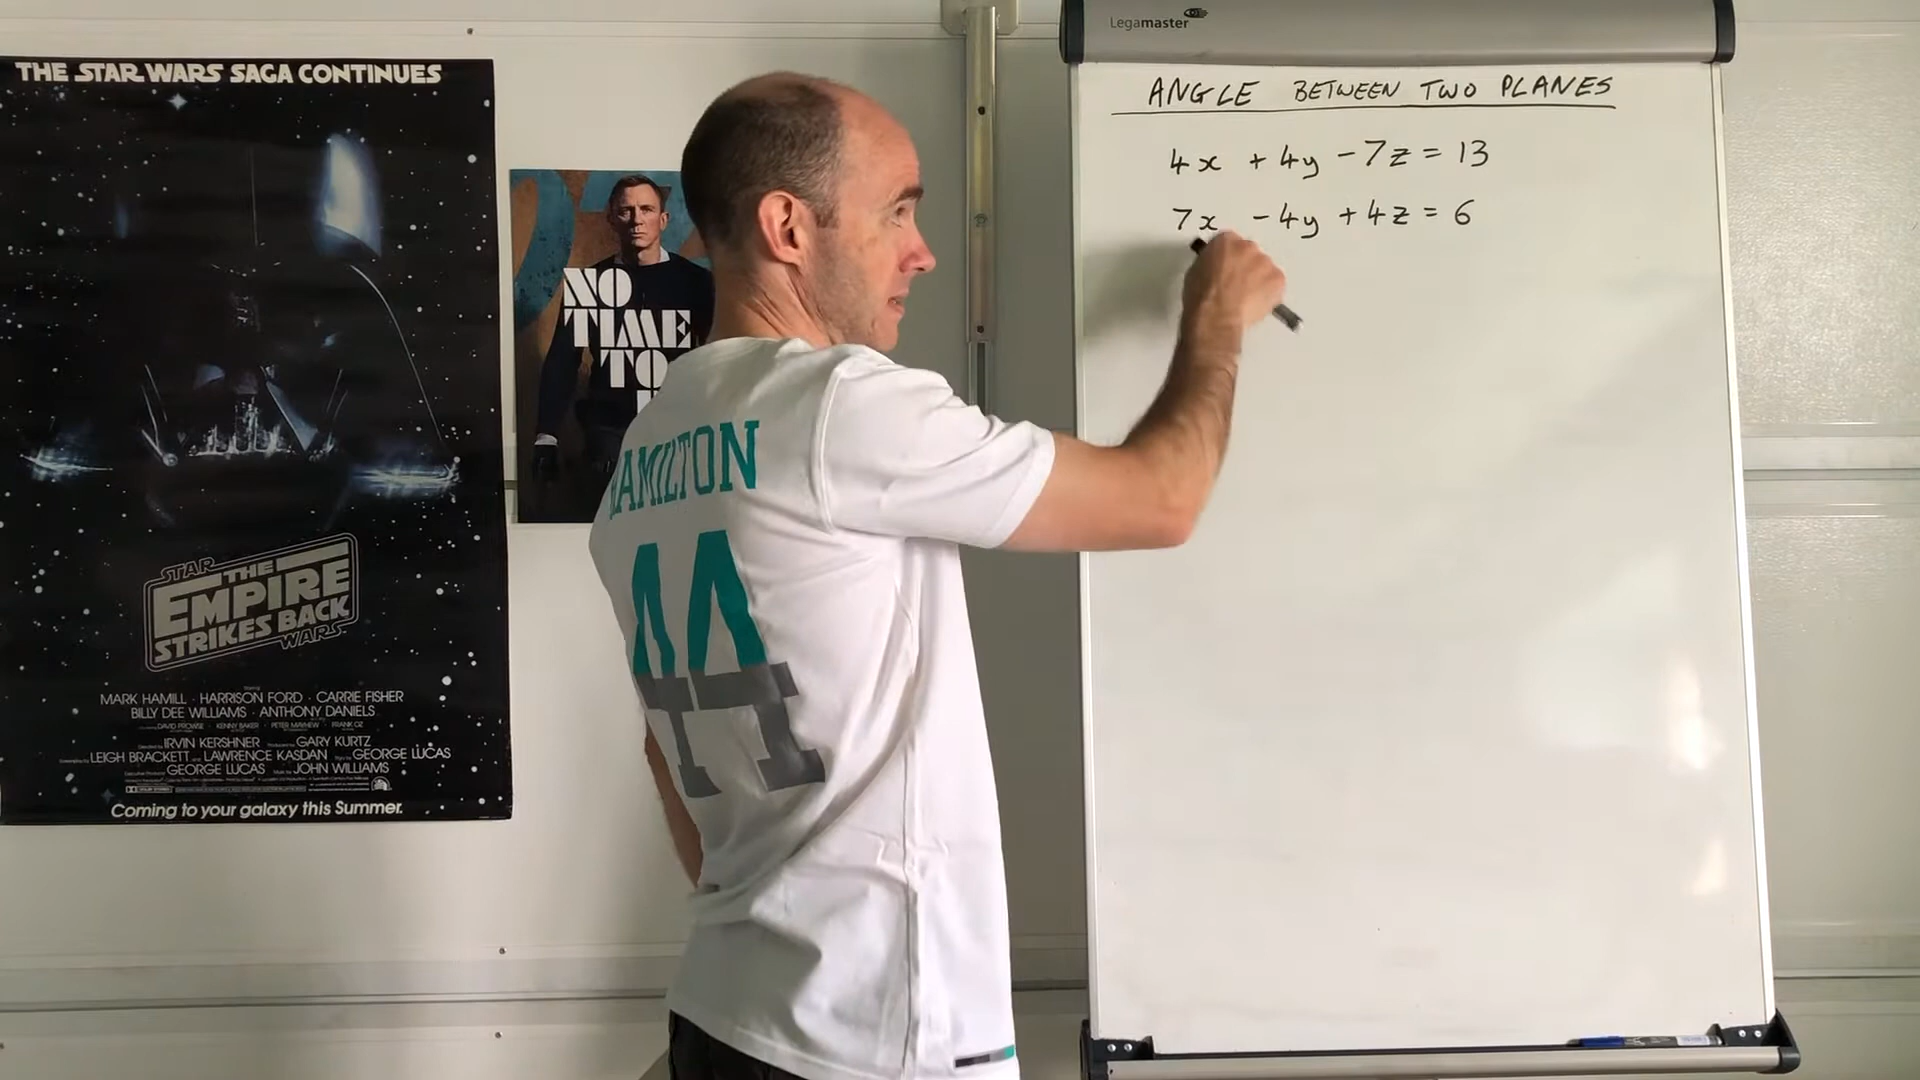 THE STAR WARS SAGA CONTINUES
STAR
THE
EMPIRE
STRIKES BACK
WARS
MARK HAMILL · HARRISON FORD · CARRIE FISHER
BILLY DEE WILLIAMS · ANTHONY DANIELS
IRVIN KERSHNER GARY KURTZ
LEIGH BRACKETT LAWRENCE KASDAN GEORGE LUCAS
GEORGE LUCAS JOHN WILLIAMS
Coming to your galaxy this Summer.
NO
TIME
TO
HAMILTON
44
Legamaster
ANGLE BETWEEN TWO PLANES
4x + 4y - 7z = 13
7x - 4y + 4z = 6